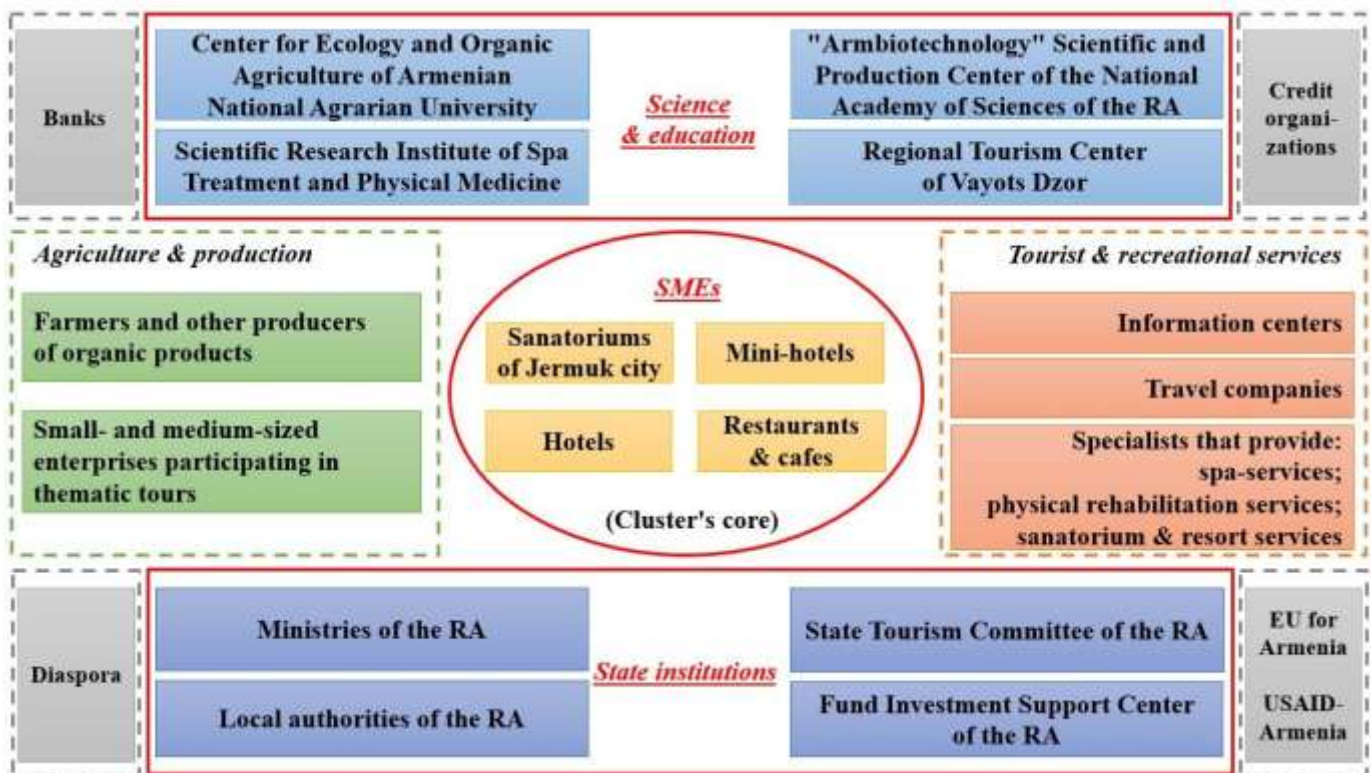 Banks
Center for Ecology and Organic
Agriculture of Armenian
National Agrarian University
Scientific Research Institute of Spa
Treatment and Physical Medicine
Science
& education
"Armbiotechnology" Scientific and
Production Center of the National
Academy of Sciences of the RA
Regional Tourism Center
of Vayots Dzor
Credit
organi-
zations
Agriculture & production
Farmers and other producers
of organic products
Small- and medium-sized
enterprises participating in
thematic tours
SMEs
Sanatoriums
of Jermuk city
Mini-hotels
Hotels
Restaurants
& cafes
(Cluster's core)
Tourist & recreational services
Information centers
Travel companies
Specialists that provide:
spa-services;
physical rehabilitation services;
sanatorium & resort services
Diaspora
Ministries of the RA
Local authorities of the RA
State institutions
State Tourism Committee of the RA
Fund Investment Support Center
of the RA
EU for
Armenia
USAID-
Armenia